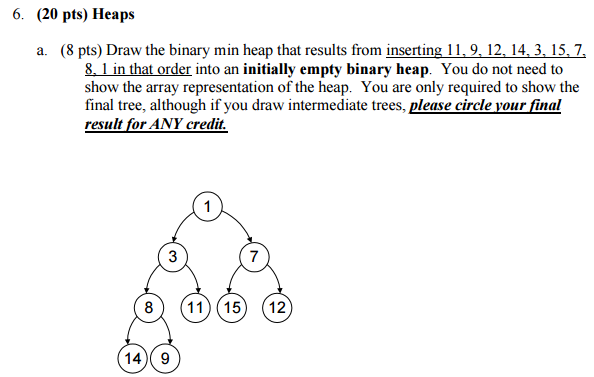 6. (20 pts) Heaps
a. (8 pts) Draw the binary min heap that results from inserting 11, 9, 12, 14, 3, 15, 7,
8, 1 in that order into an initially empty binary heap. You do not need to
show the array representation of the heap. You are only required to show the
final tree, although if you draw intermediate trees, please circle your final
result for ANY credit.
1
3 7
8 11 15 12
14 9